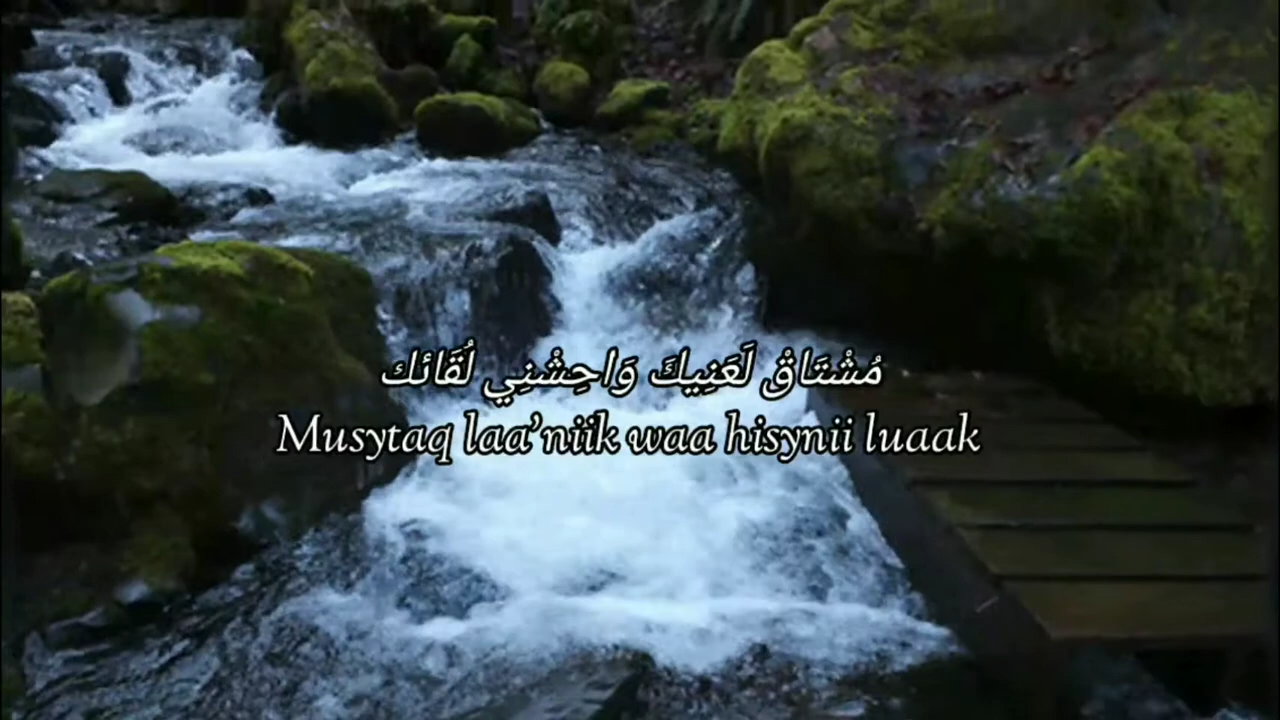 مُشْتَاقْ لَعَنِيكَ وَاحِشْنِي لُقَائك
Musytaq laa’niik waa hisynii luaak